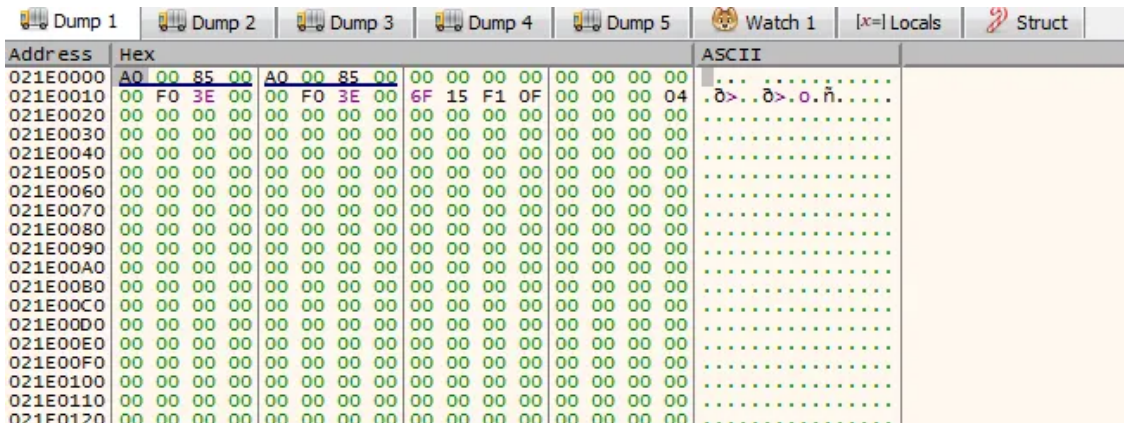 Dump 1 Dump 2 Dump 3 Dump 4 Dump 5 Watch 1 [x=] Locals Struct
Address Hex ASCII
021E0000 A0 00 85 00 A0 00 85 00 00 00 00 00 00 00 00 00 ... ...........
021E0010 00 F0 3E 00 00 F0 3E 00 6F 15 F1 0F 00 00 00 04 .ð>..ð>.o.ñ.....
021E0020 00 00 00 00 00 00 00 00 00 00 00 00 00 00 00 00 ................
021E0030 00 00 00 00 00 00 00 00 00 00 00 00 00 00 00 00 ................
021E0040 00 00 00 00 00 00 00 00 00 00 00 00 00 00 00 00 ................
021E0050 00 00 00 00 00 00 00 00 00 00 00 00 00 00 00 00 ................
021E0060 00 00 00 00 00 00 00 00 00 00 00 00 00 00 00 00 ................
021E0070 00 00 00 00 00 00 00 00 00 00 00 00 00 00 00 00 ................
021E0080 00 00 00 00 00 00 00 00 00 00 00 00 00 00 00 00 ................
021E0090 00 00 00 00 00 00 00 00 00 00 00 00 00 00 00 00 ................
021E00A0 00 00 00 00 00 00 00 00 00 00 00 00 00 00 00 00 ................
021E00B0 00 00 00 00 00 00 00 00 00 00 00 00 00 00 00 00 ................
021E00C0 00 00 00 00 00 00 00 00 00 00 00 00 00 00 00 00 ................
021E00D0 00 00 00 00 00 00 00 00 00 00 00 00 00 00 00 00 ................
021E00E0 00 00 00 00 00 00 00 00 00 00 00 00 00 00 00 00 ................
021E00F0 00 00 00 00 00 00 00 00 00 00 00 00 00 00 00 00 ................
021E0100 00 00 00 00 00 00 00 00 00 00 00 00 00 00 00 00 ................
021E0110 00 00 00 00 00 00 00 00 00 00 00 00 00 00 00 00 ................
021E0120 00 00 00 00 00 00 00 00 00 00 00 00 00 00 00 00 ................